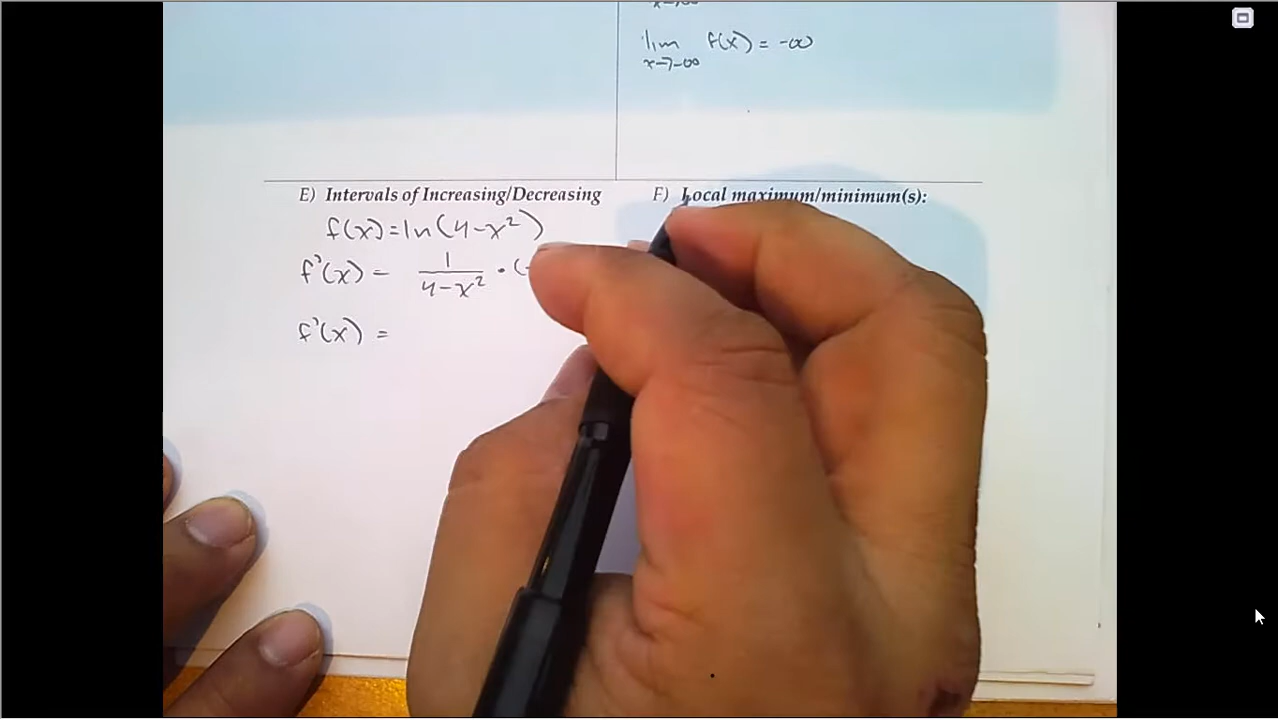 lim f(x) = -∞
x→-∞
E) Intervals of Increasing/Decreasing
F) Local maximum/minimum(s):
f(x)=ln(4-x²)
f'(x) = 1/(4-x²) • (
f'(x) =